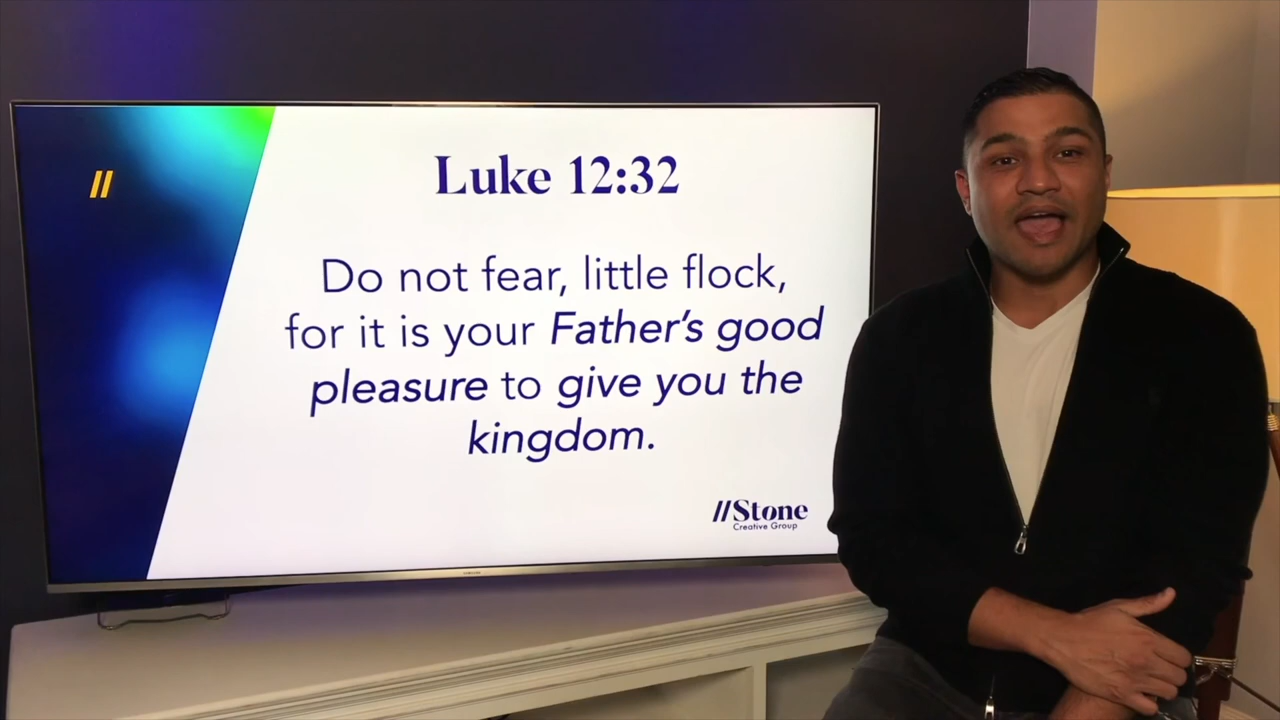 //
Luke 12:32
Do not fear, little flock,
for it is your Father's good
pleasure to give you the
kingdom.
//Stone
Creative Group